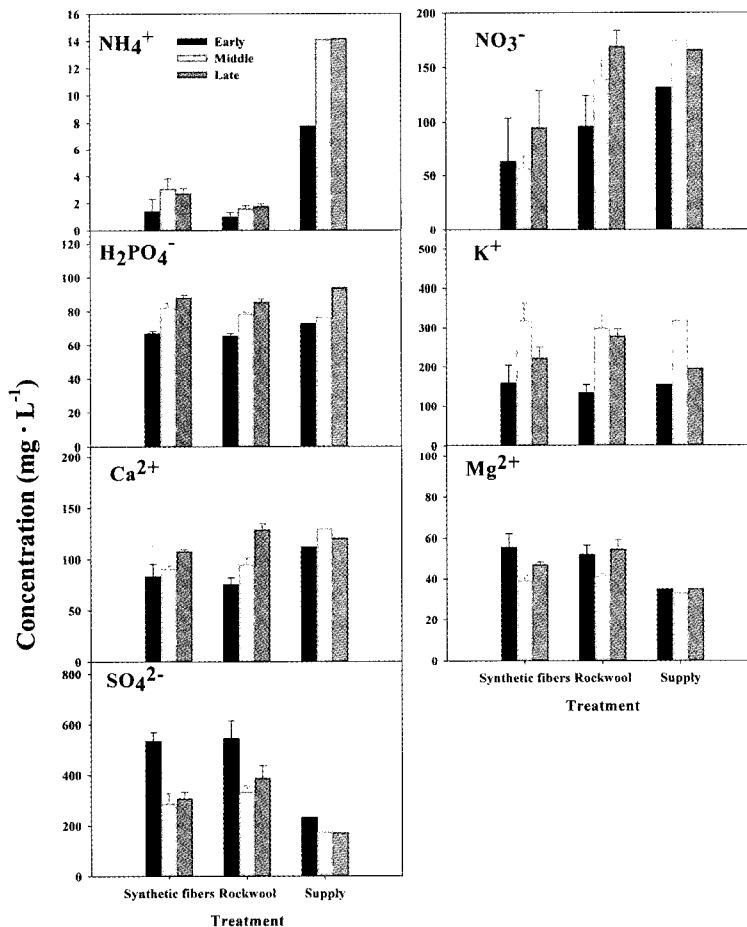 NH4+
Early
Middle
Late
16
14
12
10
8
6
4
2
0
NO3-
200
150
100
50
0
H2PO4-
120
100
80
60
40
20
0
K+
500
400
300
200
100
0
Ca2+
200
150
100
50
0
Mg2+
100
80
60
40
20
0
SO42-
800
600
400
200
0
Concentration (mg · L-1)
Synthetic fibers Rockwool Supply
Treatment
Synthetic fibers Rockwool Supply
Treatment